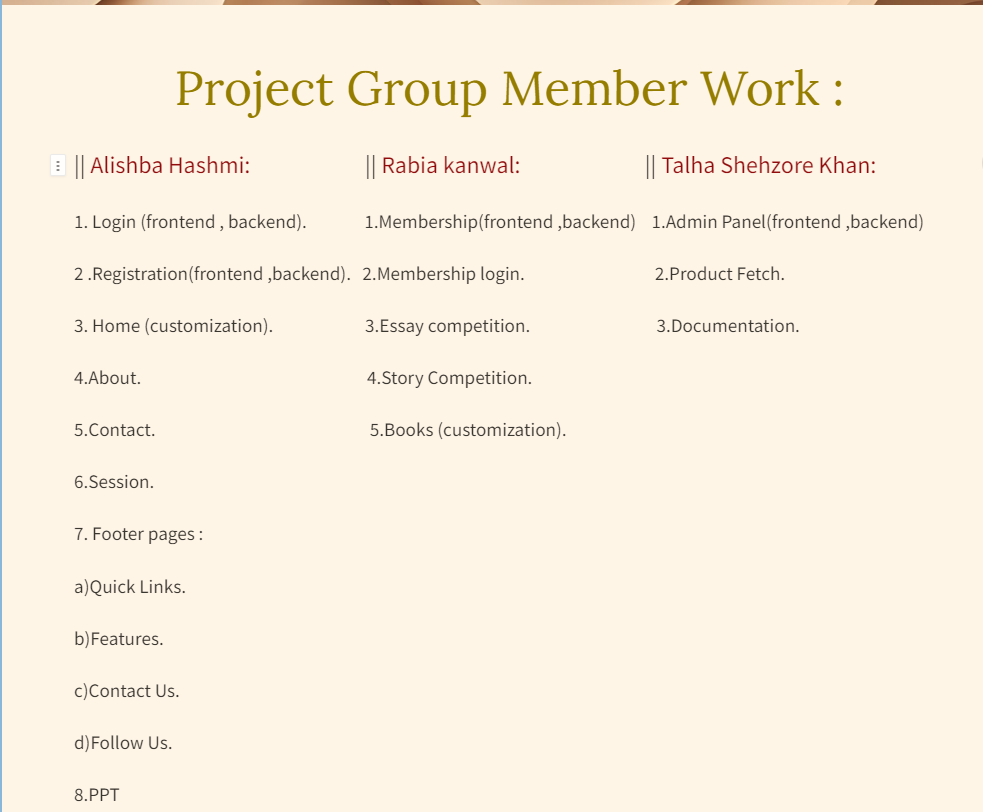 Project Group Member Work :
|| Alishba Hashmi:
1. Login (frontend , backend).
2 .Registration(frontend ,backend).
3. Home (customization).
4.About.
5.Contact.
6.Session.
7. Footer pages :
a)Quick Links.
b)Features.
c)Contact Us.
d)Follow Us.
8.PPT
|| Rabia kanwal:
1.Membership(frontend ,backend)
2.Membership login.
3.Essay competition.
4.Story Competition.
5.Books (customization).
|| Talha Shehzore Khan:
1.Admin Panel(frontend ,backend)
2.Product Fetch.
3.Documentation.